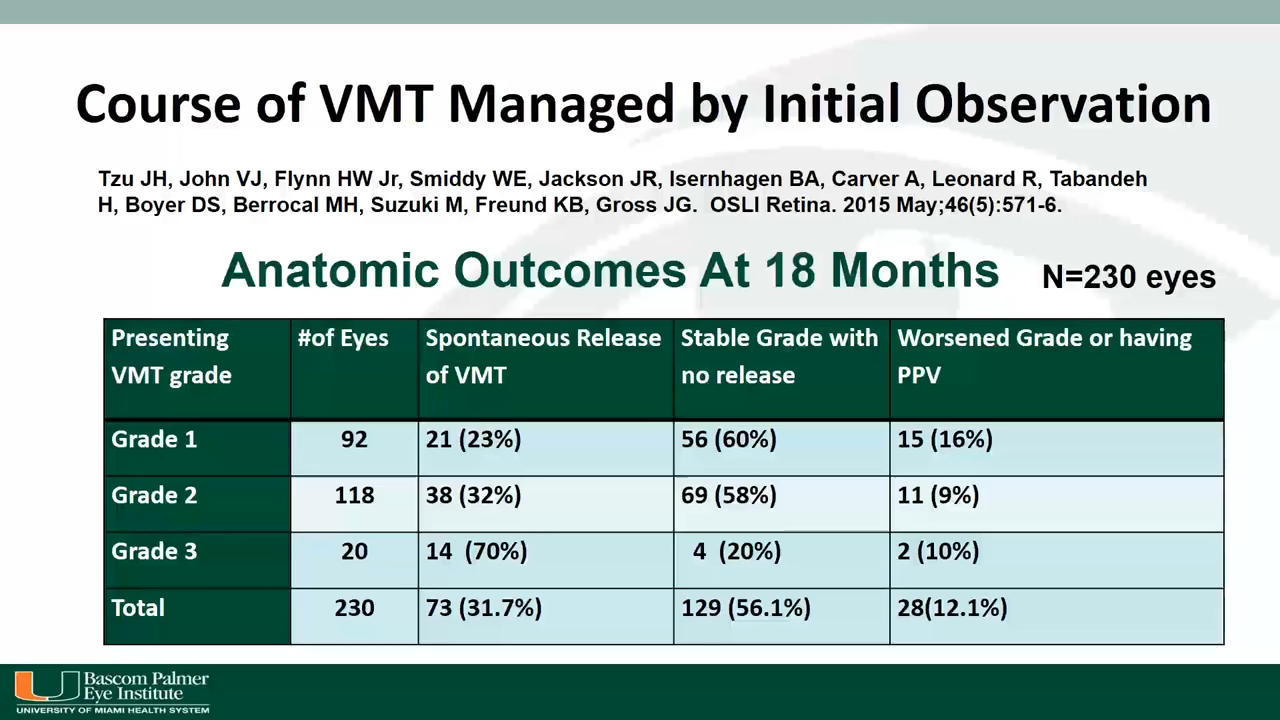 Course of VMT Managed by Initial Observation
Tzu JH, John VJ, Flynn HW Jr, Smiddy WE, Jackson JR, Isernhagen BA, Carver A, Leonard R, Tabandeh
H, Boyer DS, Berrocal MH, Suzuki M, Freund KB, Gross JG. OSLI Retina. 2015 May;46(5):571-6.
Anatomic Outcomes At 18 Months N=230 eyes
Presenting VMT grade #of Eyes Spontaneous Release of VMT Stable Grade with no release Worsened Grade or having PPV
Grade 1 92 21 (23%) 56 (60%) 15 (16%)
Grade 2 118 38 (32%) 69 (58%) 11 (9%)
Grade 3 20 14 (70%) 4 (20%) 2 (10%)
Total 230 73 (31.7%) 129 (56.1%) 28(12.1%)
Bascom Palmer
Eye Institute
UNIVERSITY OF MIAMI HEALTH SYSTEM